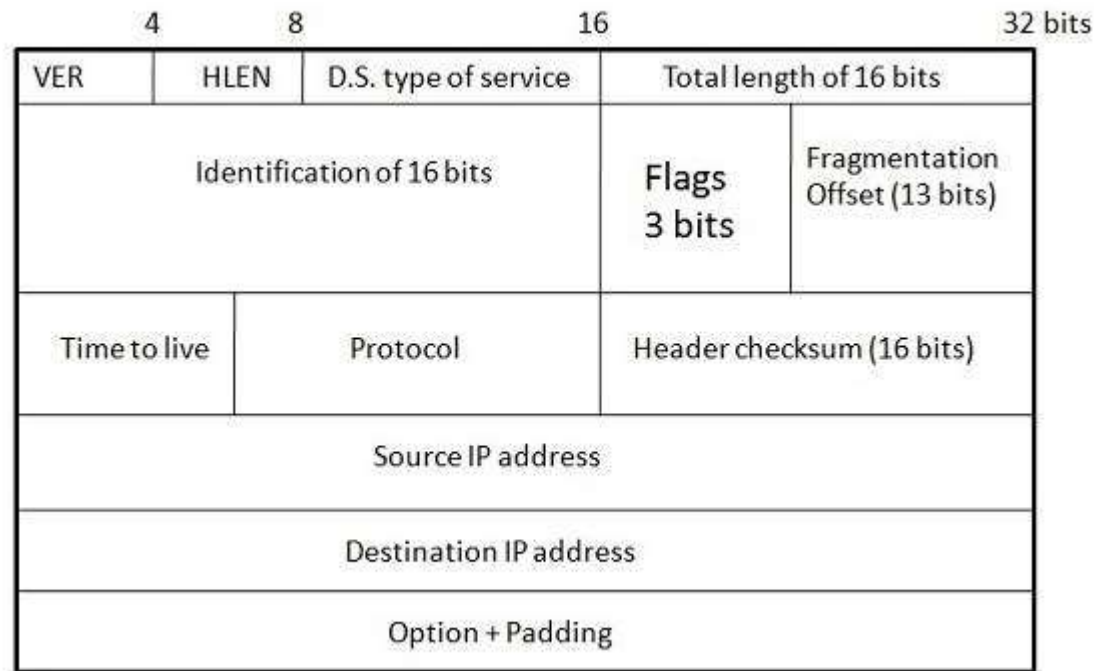 4 8 16 32 bits
VER HLEN D.S. type of service Total length of 16 bits
Identification of 16 bits
Flags
3 bits
Fragmentation
Offset (13 bits)
Time to live Protocol Header checksum (16 bits)
Source IP address
Destination IP address
Option + Padding